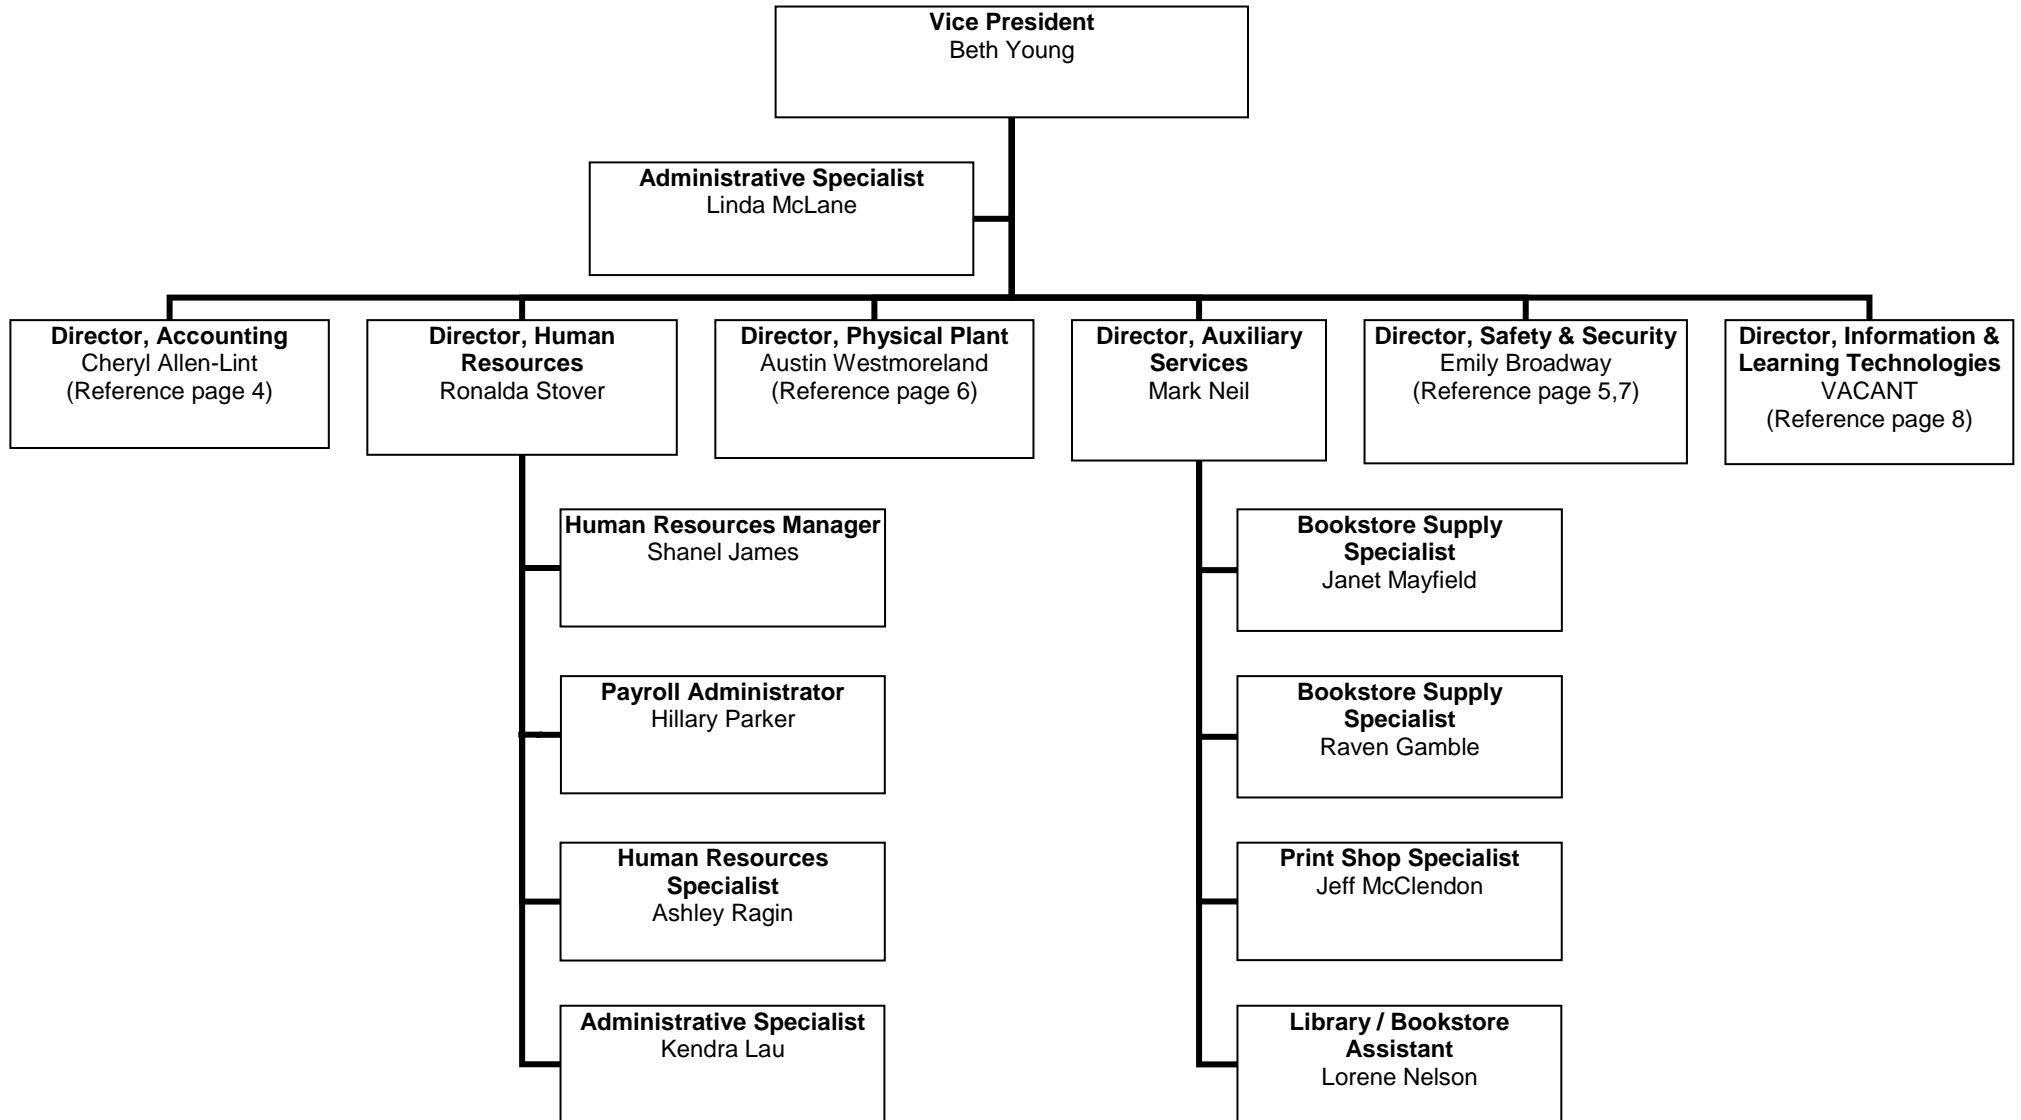 Vice President
Beth Young
Administrative Specialist
Linda McLane
Director, Accounting
Cheryl Allen-Lint
(Reference page 4)
Director, Human
Resources
Ronalda Stover
Director, Physical Plant
Austin Westmoreland
(Reference page 6)
Director, Auxiliary
Services
Mark Neil
Director, Safety & Security
Emily Broadway
(Reference page 5,7)
Director, Information &
Learning Technologies
VACANT
(Reference page 8)
Human Resources Manager
Shanel James
Payroll Administrator
Hillary Parker
Human Resources
Specialist
Ashley Ragin
Administrative Specialist
Kendra Lau
Bookstore Supply
Specialist
Janet Mayfield
Bookstore Supply
Specialist
Raven Gamble
Print Shop Specialist
Jeff McClendon
Library / Bookstore
Assistant
Lorene Nelson